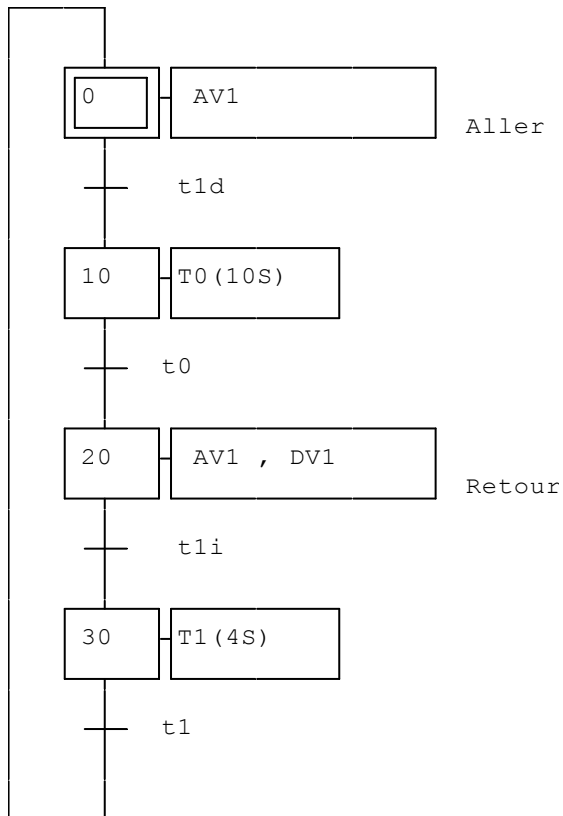 0 AV1
Aller
t1d
10 T0(10S)
t0
20 AV1 , DV1
Retour
t1i
30 T1(4S)
t1